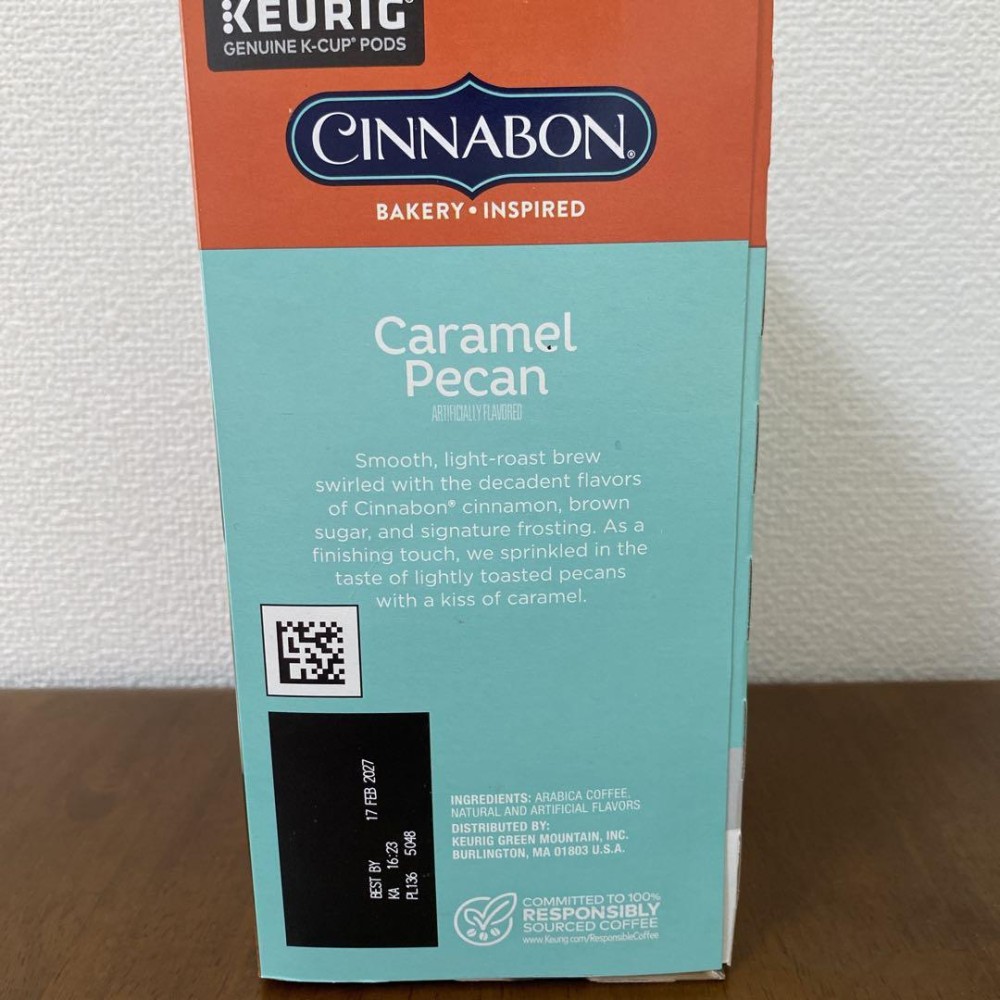 KEURIG®
GENUINE K-CUP® PODS
CINNABON®
BAKERY • INSPIRED
Caramel
Pecan
ARTIFICIALLY FLAVORED
Smooth, light-roast brew
swirled with the decadent flavors
of Cinnabon® cinnamon, brown
sugar, and signature frosting. As a
finishing touch, we sprinkled in the
taste of lightly toasted pecans
with a kiss of caramel.
BEST BY 17 FEB 2027
KA 16:23
PL136 5048
INGREDIENTS: ARABICA COFFEE,
NATURAL AND ARTIFICIAL FLAVORS
DISTRIBUTED BY:
KEURIG GREEN MOUNTAIN, INC.
BURLINGTON, MA 01803 U.S.A.
COMMITTED TO 100%
RESPONSIBLY
SOURCED COFFEE
www.Keurig.com/ResponsibleCoffee